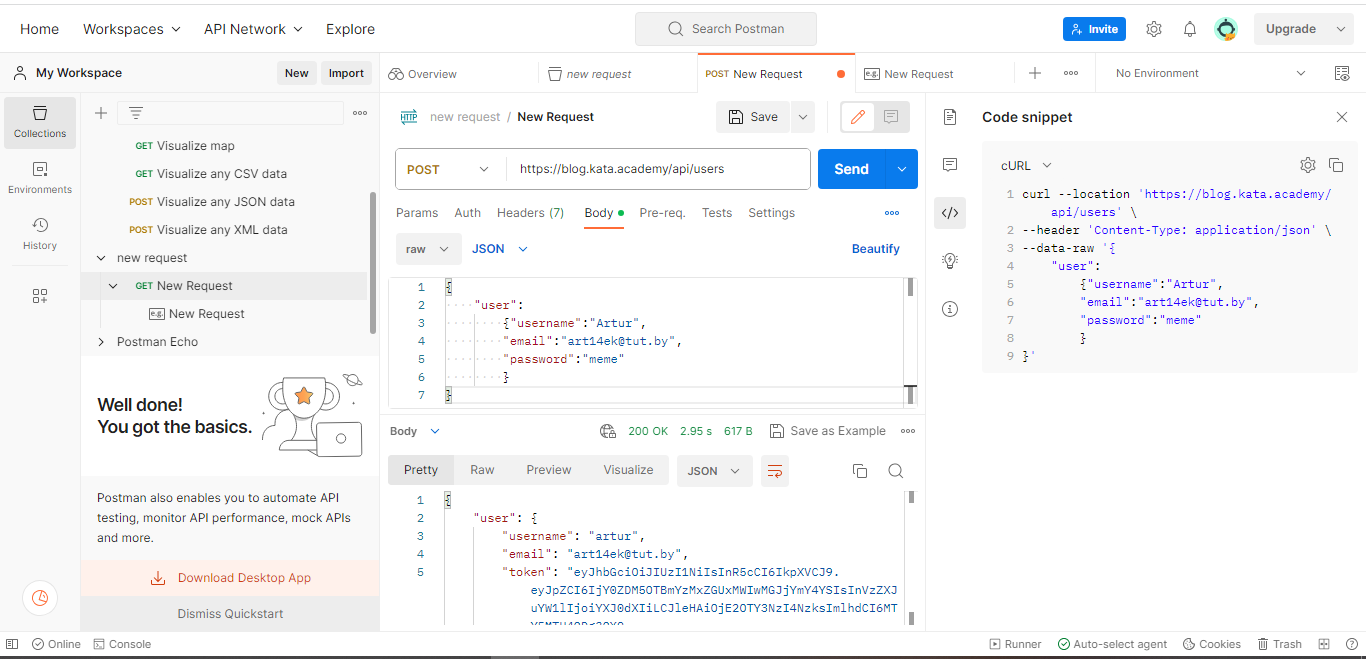 Home Workspaces API Network Explore Search Postman Invite Upgrade
My Workspace New Import Overview new request POST New Request e.g. New Request No Environment
Collections
Environments
History
GET Visualize map
GET Visualize any CSV data
POST Visualize any JSON data
POST Visualize any XML data
new request
GET New Request
e.g. New Request
Postman Echo
Well done!
You got the basics.
Postman also enables you to automate API
testing, monitor API performance, mock APIs
and more.
Download Desktop App
Dismiss Quickstart
HTTP new request / New Request Save
POST https://blog.kata.academy/api/users Send
Params Auth Headers (7) Body Pre-req. Tests Settings
raw JSON Beautify
1 {
2 "user":
3 {"username":"Artur",
4 "email":"art14ek@tut.by",
5 "password":"meme"
6 }
7 }
Body 200 OK 2.95 s 617 B Save as Example
Pretty Raw Preview Visualize JSON
1 {
2 "user": {
3 "username": "artur",
4 "email": "art14ek@tut.by",
5 "token": "eyJhbGciOiJIUzI1NiIsInR5cCI6IkpXVCJ9.
eyJpZCI6IjY0ZDM5OTBmYzMxZGUxMWIwMGJjYmY4YSIsInVzZXJ
uYW1lIjoiYXJ0dXIiLCJleHAiOjE2OTY3NzI4NzksImlhdCI6MT
Code snippet
cURL
1 curl --location 'https://blog.kata.academy/
api/users' \
2 --header 'Content-Type: application/json' \
3 --data-raw '{
4 "user":
5 {"username":"Artur",
6 "email":"art14ek@tut.by",
7 "password":"meme"
8 }
9 }'
Online Console Runner Auto-select agent Cookies Trash